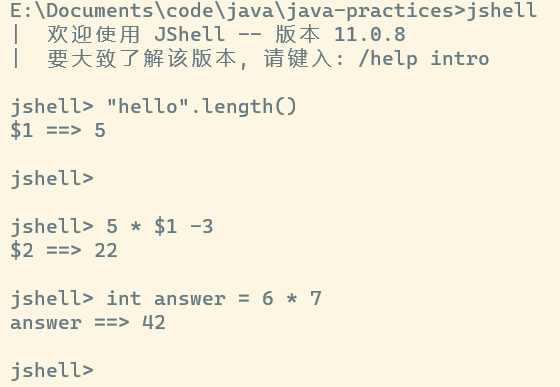 E:\Documents\code\java\java-practices>jshell
|  欢迎使用 JShell -- 版本 11.0.8
|  要大致了解该版本, 请键入: /help intro
jshell> "hello".length()
$1 ==> 5
jshell>
jshell> 5 * $1 -3
$2 ==> 22
jshell> int answer = 6 * 7
answer ==> 42
jshell>